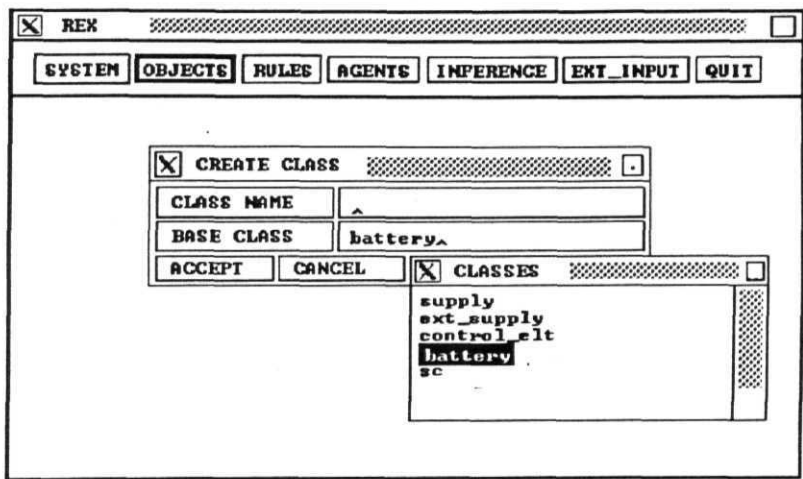 REX
SYSTEM OBJECTS RULES AGENTS INFERENCE EXT_INPUT QUIT
CREATE CLASS
CLASS NAME
BASE CLASS battery
ACCEPT CANCEL
CLASSES
supply
ext_supply
control_elt
battery
sc